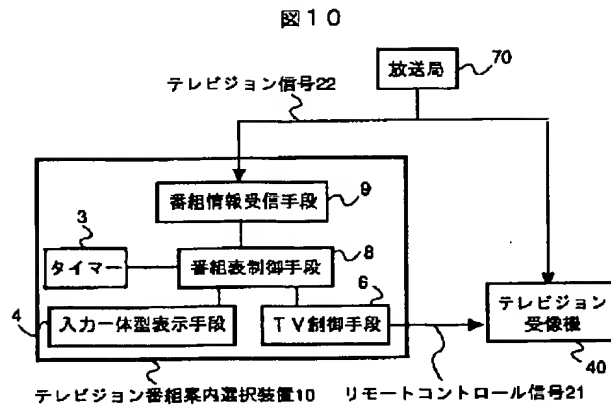 図10
放送局
70
テレビジョン信号22
番組情報受信手段
9
3
タイマー
番組表制御手段
8
4
入力一体型表示手段
TV制御手段
6
テレビジョン
受像機
40
テレビジョン番組案内選択装置10
リモートコントロール信号21